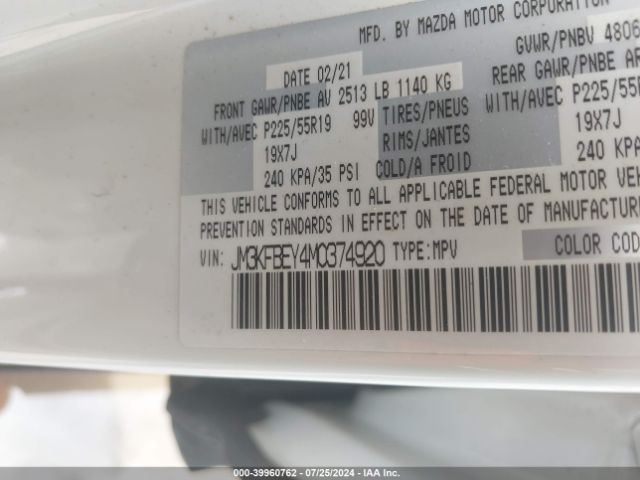 MFD. BY MAZDA MOTOR CORPORATION
DATE 02/21
GVWR/PNBV 4806
FRONT GAWR/PNBE AV 2513 LB 1140 KG
REAR GAWR/PNBE AR
WITH/AVEC P225/55R19 99V TIRES/PNEUS WITH/AVEC P225/55
19X7J RIMS/JANTES 19X7J
240 KPA/35 PSI COLD/A FROID 240 KPA
THIS VEHICLE CONFORMS TO ALL APPLICABLE FEDERAL MOTOR VEH
PREVENTION STANDARDS IN EFFECT ON THE DATE OF MANUFACTUR
VIN: JM3KFBEY4M0374920 TYPE:MPV
COLOR COD
000-39960762 - 07/25/2024 - IAA Inc.